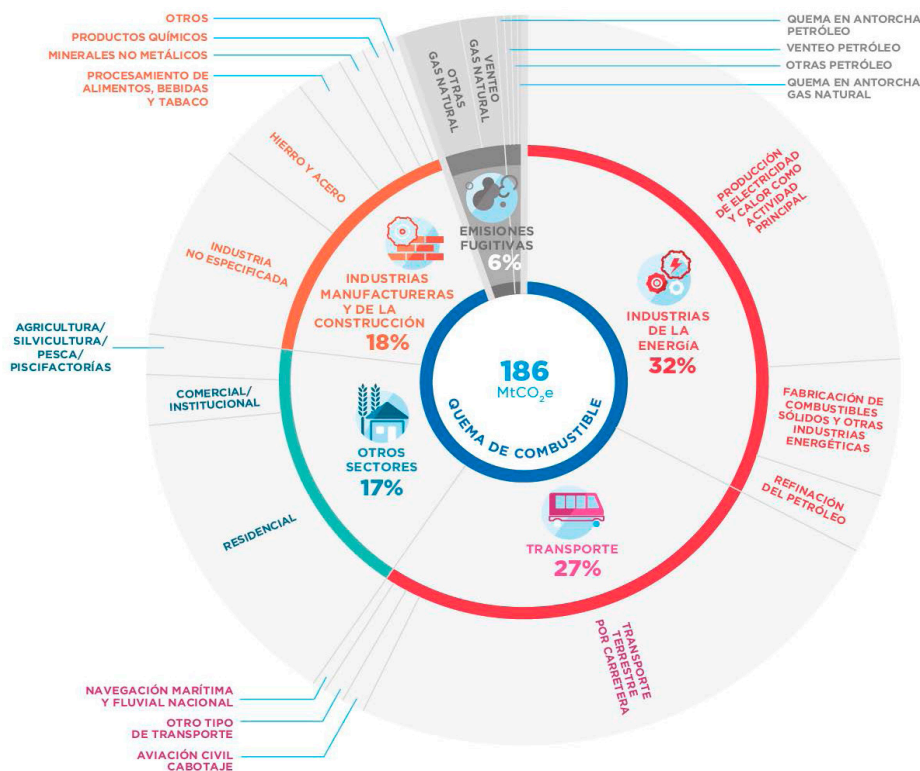 OTROS
PRODUCTOS QUÍMICOS
MINERALES NO METÁLICOS
PROCESAMIENTO DE
ALIMENTOS, BEBIDAS
Y TABACO
HIERRO Y ACERO
INDUSTRIA
NO ESPECIFICADA
AGRICULTURA/
SILVICULTURA/
PESCA/
PISCIFACTORÍAS
COMERCIAL/
INSTITUCIONAL
RESIDENCIAL
NAVEGACIÓN MARÍTIMA
Y FLUVIAL NACIONAL
OTRO TIPO
DE TRANSPORTE
AVIACIÓN CIVIL
CABOTAJE
OTRAS
GAS NATURAL
VENTEO
GAS NATURAL
QUEMA EN ANTORCHA
PETRÓLEO
VENTEO PETRÓLEO
OTRAS PETRÓLEO
QUEMA EN ANTORCHA
GAS NATURAL
PRODUCCIÓN
DE ELECTRICIDAD
Y CALOR COMO
ACTIVIDAD
PRINCIPAL
FABRICACIÓN DE
COMBUSTIBLES
SÓLIDOS Y OTRAS
INDUSTRIAS
ENERGÉTICAS
REFINACIÓN
DEL PETRÓLEO
TRANSPORTE
TERRESTRE
POR CARRETERA
EMISIONES
FUGITIVAS
6%
INDUSTRIAS
MANUFACTURERAS
Y DE LA
CONSTRUCCIÓN
18%
INDUSTRIAS
DE LA
ENERGÍA
32%
OTROS
SECTORES
17%
TRANSPORTE
27%
186
MtCO₂e
QUEMA DE COMBUSTIBLE